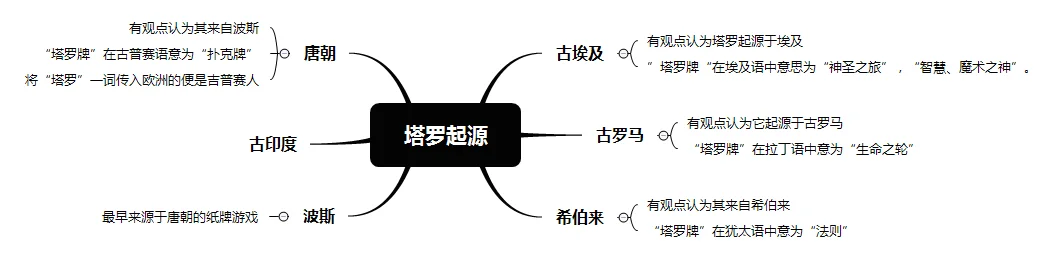 塔罗起源
古埃及
有观点认为塔罗起源于埃及
”塔罗牌“在埃及语中意思为“神圣之旅”，“智慧、魔术之神”。
古罗马
有观点认为它起源于古罗马
“塔罗牌”在拉丁语中意为“生命之轮”
希伯来
有观点认为其来自希伯来
“塔罗牌”在犹太语中意为“法则”
唐朝
有观点认为其来自波斯
“塔罗牌”在古普赛语意为“扑克牌”
将“塔罗”一词传入欧洲的便是吉普赛人
古印度
波斯
最早来源于唐朝的纸牌游戏